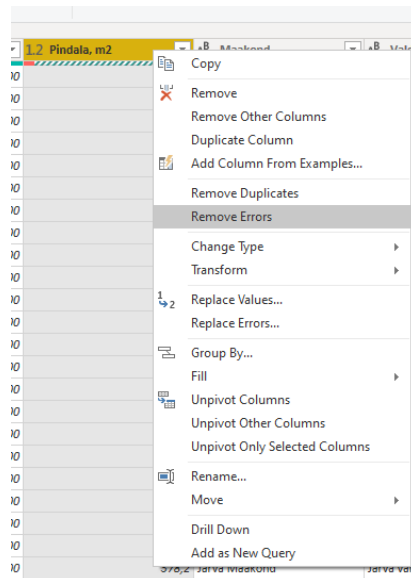 1.2 Pindala, m2
Maakond
Copy
Remove
Remove Other Columns
Duplicate Column
Add Column From Examples...
Remove Duplicates
Remove Errors
Change Type
Transform
Replace Values...
Replace Errors...
Group By...
Fill
Unpivot Columns
Unpivot Other Columns
Unpivot Only Selected Columns
Rename...
Move
Drill Down
Add as New Query
578,2 Järva Maakond